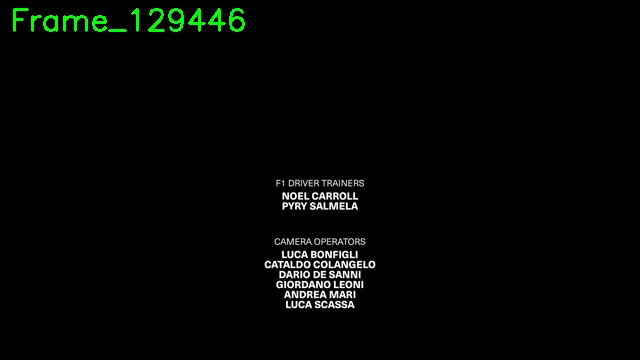 Frame_129446
F1 DRIVER TRAINERS
NOEL CARROLL
PYRY SALMELA
CAMERA OPERATORS
LUCA BONFIGLI
CATALDO COLANGELO
DARIO DE SANNI
GIORDANO LEONI
ANDREA MARI
LUCA SCASSA